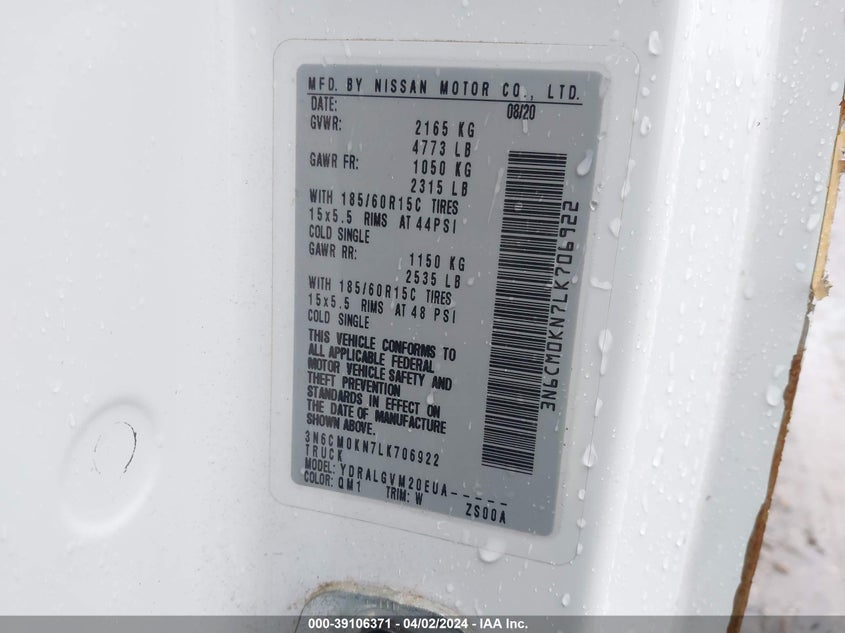 MFD. BY NISSAN MOTOR CO., LTD.
DATE: 08/20
GVWR: 2165 KG
4773 LB
GAWR FR: 1050 KG
2315 LB
WITH 185/60R15C TIRES
15x5.5 RIMS AT 44PSI
COLD SINGLE
GAWR RR: 1150 KG
2535 LB
WITH 185/60R15C TIRES
15x5.5 RIMS AT 48 PSI
COLD SINGLE
THIS VEHICLE CONFORMS TO
ALL APPLICABLE FEDERAL
MOTOR VEHICLE SAFETY AND
THEFT PREVENTION
STANDARDS IN EFFECT ON
THE DATE OF MANUFACTURE
SHOWN ABOVE.
3N6CM0KN7LK706922
TRUCK
MODEL: YDRALGVM20EUA-----
COLOR: QM1 TRIM: W ZS00A
3N6CM0KN7LK706922
000-39106371 - 04/02/2024 - IAA Inc.